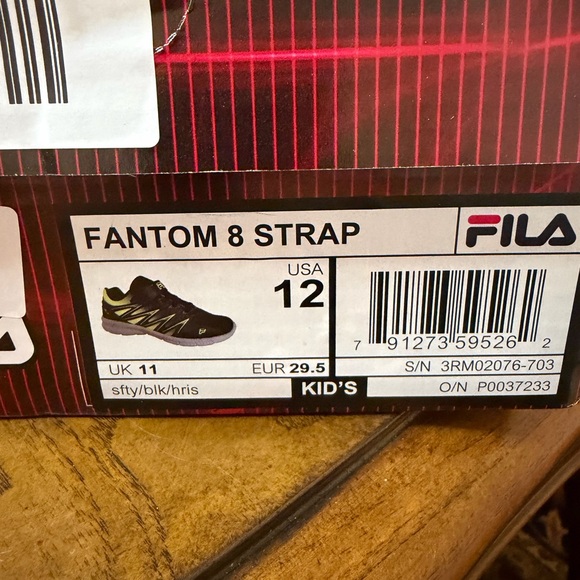 FANTOM 8 STRAP
FILA
USA
12
UK 11
EUR 29.5
sfty/blk/hris
KID'S
7 91273 59526 2
S/N 3RM02076-703
O/N P0037233